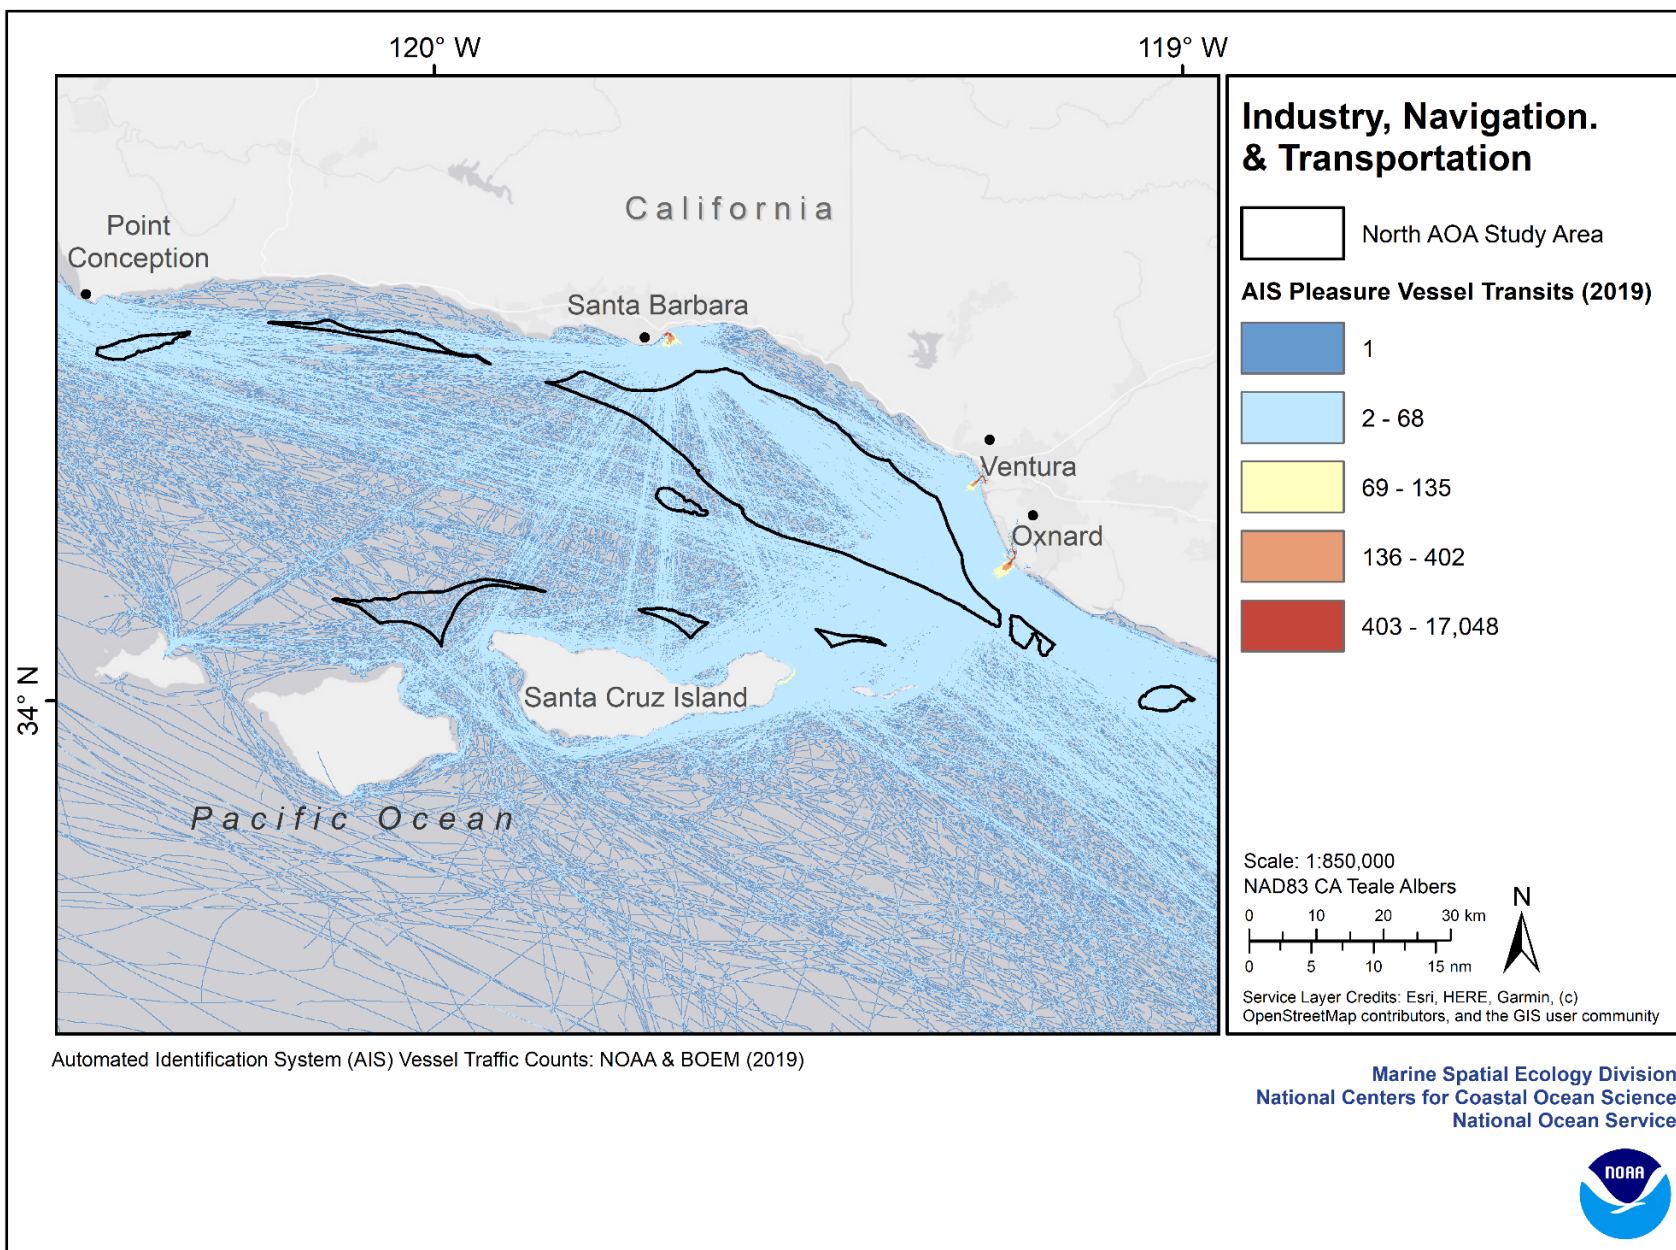 120° W
119° W
Point
Conception
California
Santa Barbara
Ventura
Oxnard
Santa Cruz Island
34° N
Pacific Ocean
Industry, Navigation.
& Transportation
North AOA Study Area
AIS Pleasure Vessel Transits (2019)
1
2 - 68
69 - 135
136 - 402
403 - 17,048
Scale: 1:850,000
NAD83 CA Teale Albers
0 10 20 30 km
0 5 10 15 nm
N
Service Layer Credits: Esri, HERE, Garmin, (c)
OpenStreetMap contributors, and the GIS user community
Automated Identification System (AIS) Vessel Traffic Counts: NOAA & BOEM (2019)
Marine Spatial Ecology Division
National Centers for Coastal Ocean Science
National Ocean Service
NOAA